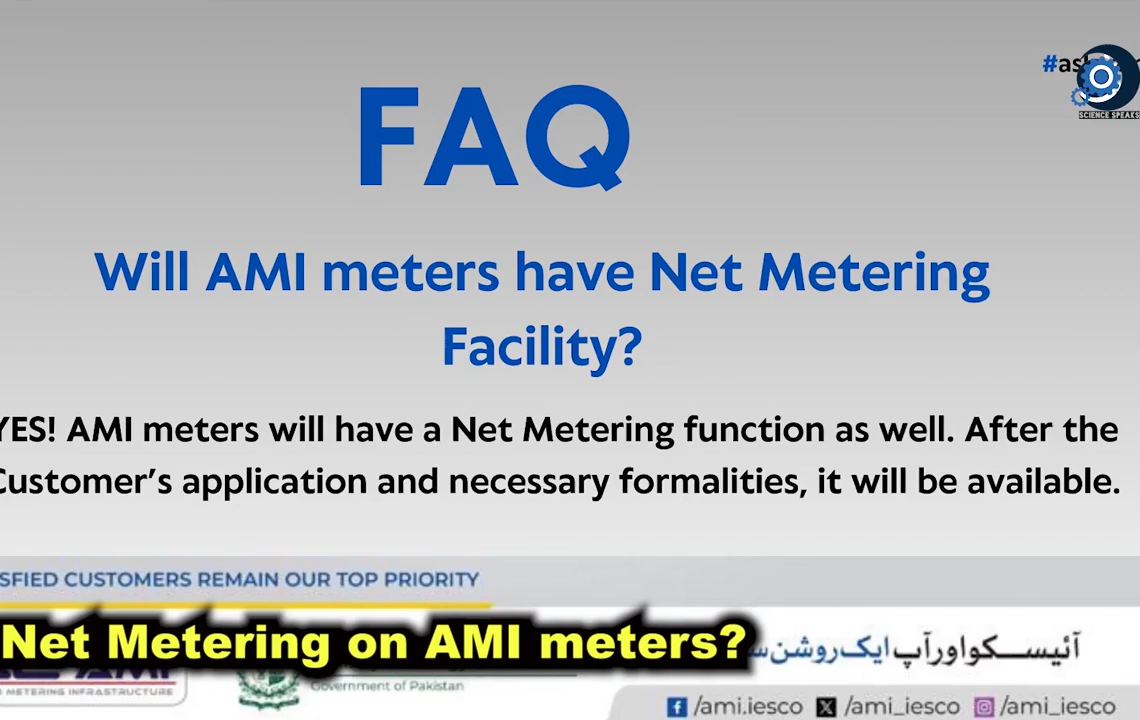 #as
SCIENCE SPEAKS
FAQ
Will AMI meters have Net Metering
Facility?
YES! AMI meters will have a Net Metering function as well. After the
Customer's application and necessary formalities, it will be available.
SFIED CUSTOMERS REMAIN OUR TOP PRIORITY
Net Metering on AMI meters?
آئیسکو اور آپ ایک روشن
METERING INFRASTRUCTURE
Government of Pakistan
/ami.iesco /ami_iesco /ami_iesco